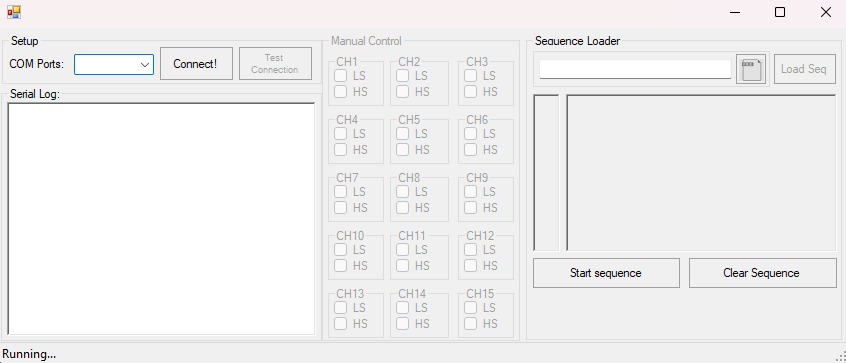 Setup
COM Ports:
Connect!
Test
Connection
Serial Log:
Manual Control
CH1
LS
HS
CH2
LS
HS
CH3
LS
HS
CH4
LS
HS
CH5
LS
HS
CH6
LS
HS
CH7
LS
HS
CH8
LS
HS
CH9
LS
HS
CH10
LS
HS
CH11
LS
HS
CH12
LS
HS
CH13
LS
HS
CH14
LS
HS
CH15
LS
HS
Sequence Loader
Load Seq
Start sequence
Clear Sequence
Running...